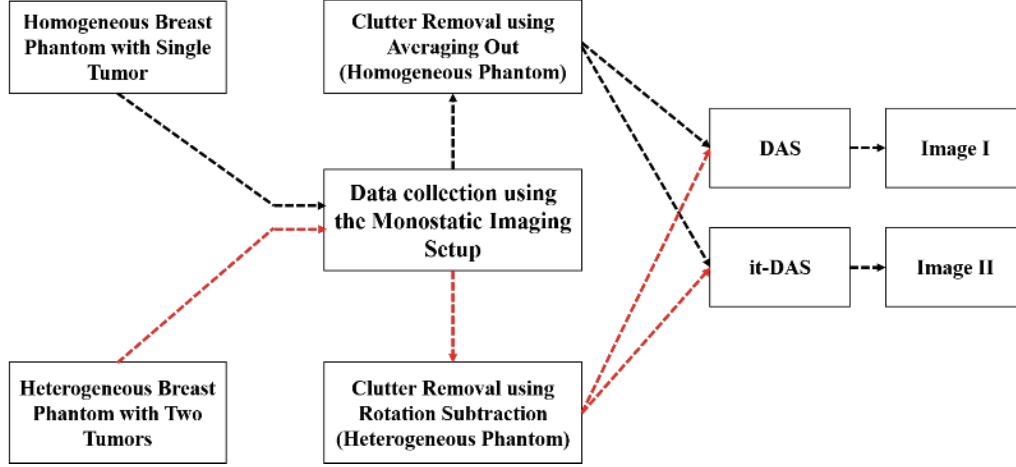 Homogeneous Breast
Phantom with Single
Tumor
Clutter Removal using
Averaging Out
(Homogeneous Phantom)
Data collection using
the Monostatic Imaging
Setup
DAS
Image I
it-DAS
Image II
Heterogeneous Breast
Phantom with Two
Tumors
Clutter Removal using
Rotation Subtraction
(Heterogeneous Phantom)